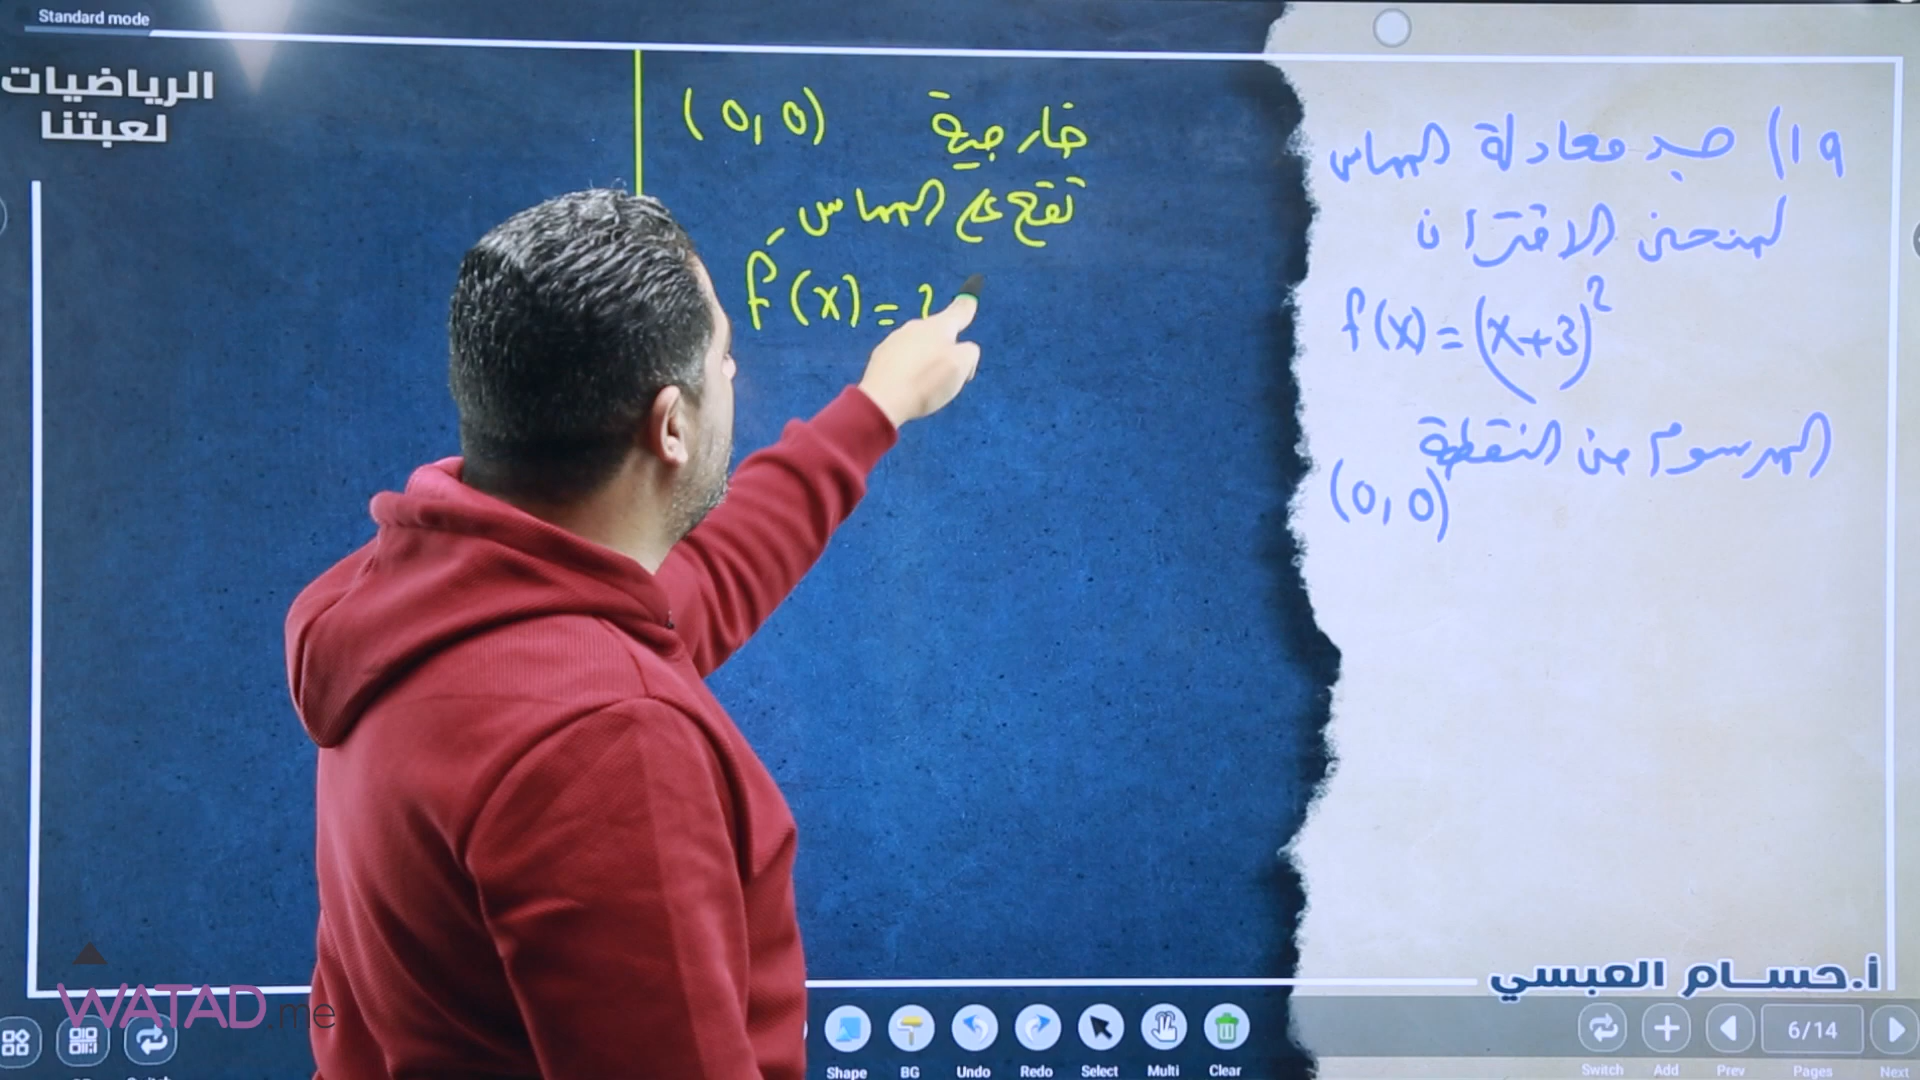 Standard mode
الرياضيات
لعبتنا
19) جد معادلة المماس
لمنحنى الاقتران
f(x) = (x+3)²
المرسوم من النقطة
(0, 0)
(0, 0) خارجية
تقع على المماس
f'(x) = 2
أ.حسام العبسي
WATAD.me
Shape
BG
Undo
Redo
Select
Multi
Clear
Switch
Add
Prev
6/14
Pages
Next